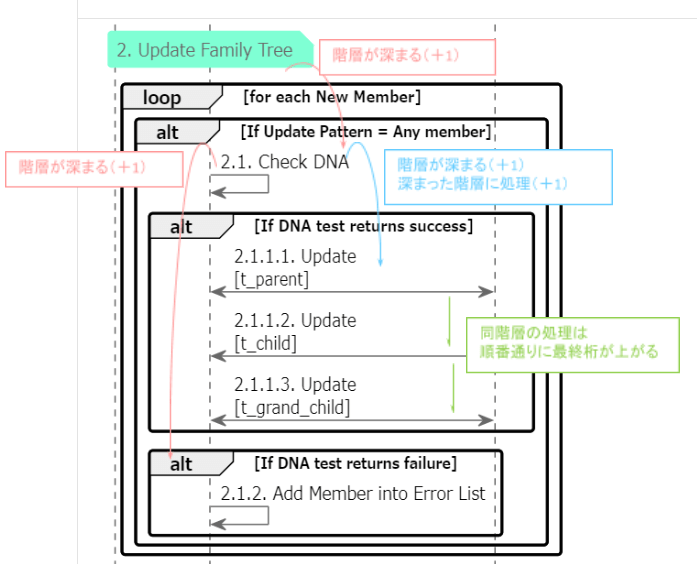 2. Update Family Tree
階層が深まる(＋1)
loop
[for each New Member]
alt
[If Update Pattern = Any member]
階層が深まる(＋1)
2.1. Check DNA
階層が深まる(＋1)
深まった階層に処理(＋1)
alt
[If DNA test returns success]
2.1.1.1. Update
[t_parent]
2.1.1.2. Update
[t_child]
同階層の処理は
順番通りに最終桁が上がる
2.1.1.3. Update
[t_grand_child]
alt
[If DNA test returns failure]
2.1.2. Add Member into Error List